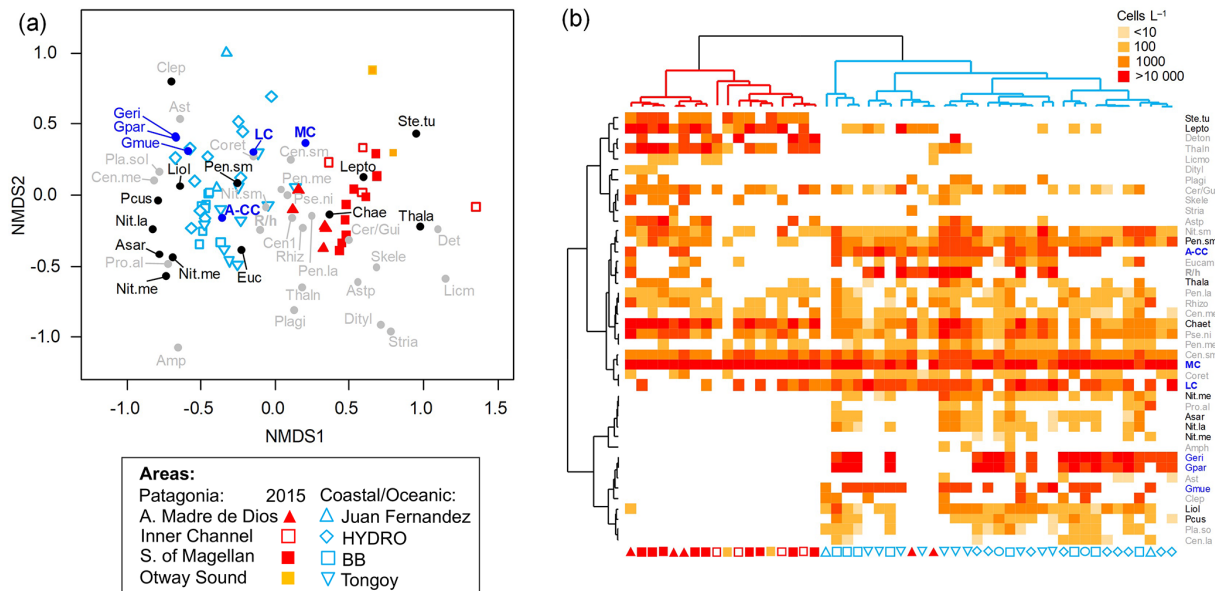 (a)
1.0
0.5
0.0
-0.5
-1.0
NMDS2
-1.0
-0.5
0.0
0.5
1.0
1.5
NMDS1
Clep
Ast
Geri
Gpar
Gmue
Pla.sol
Cen.me
Liol
Pcus
Nit.la
Asar
Pro.al
Nit.me
Nit.me
Amp
LC
MC
Coret
Cen.sm
Pen.sm
Pen.me
Nit.sm
Pse.ni
A-CC
R/h
Cen1
Rhiz
Euc
Pen.la
Thaln
Plagi
Ste.tu
Lepto
Chae
Thala
Cer/Gui
Det
Skele
Astp
Licm
Dityl
Stria
Areas:
Patagonia: 2015 Coastal/Oceanic:
A. Madre de Dios Juan Fernandez
Inner Channel HYDRO
S. of Magellan BB
Otway Sound Tongoy
(b)
Cells L⁻¹
<10
100
1000
>10 000
Ste.tu
Lepto
Deton
Thaln
Licmo
Dityl
Plagi
Cer/Gu
Skele
Stria
Astp
Nit.sm
Pen.sm
A-CC
Eucam
R/h
Thala
Pen.la
Rhizo
Cen.me
Chaet
Pse.ni
Pen.me
Cen.sm
MC
Coret
LC
Nit.me
Pro.al
Asar
Nit.la
Nit.me
Amph
Geri
Gpar
Ast
Gmue
Clep
Liol
Pcus
Pla.so
Cen.la